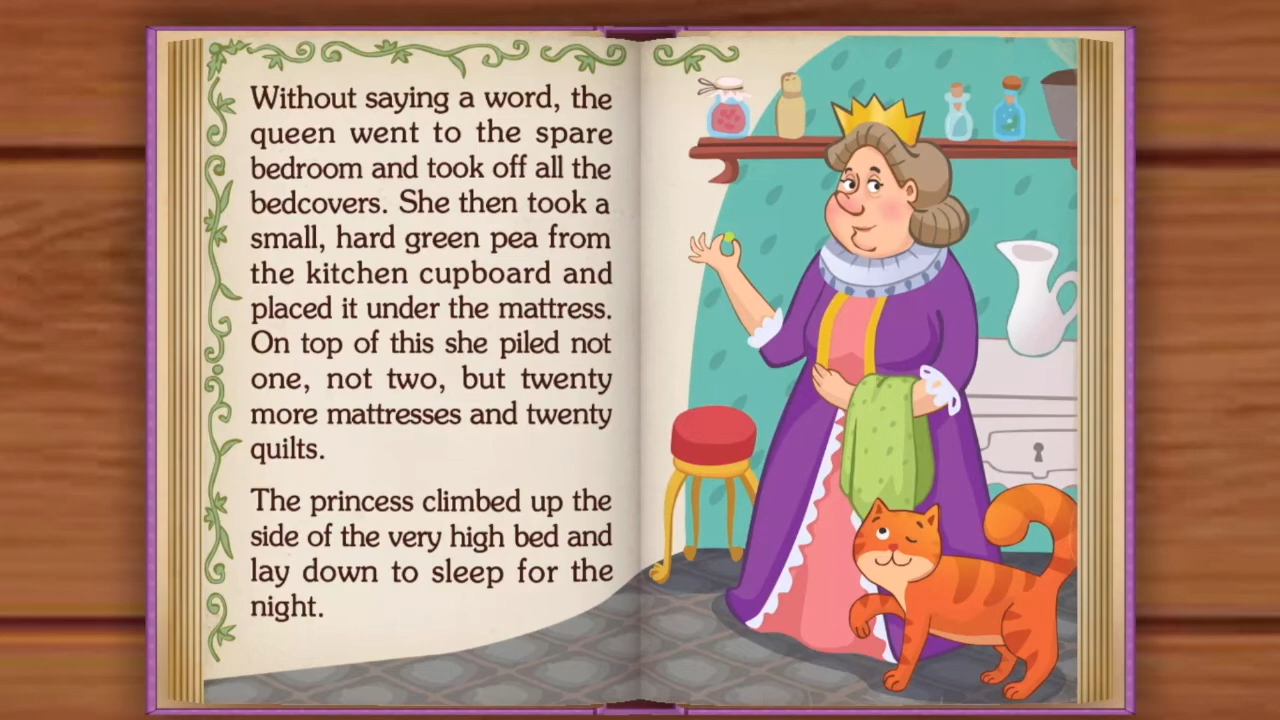 Without saying a word, the
queen went to the spare
bedroom and took off all the
bedcovers. She then took a
small, hard green pea from
the kitchen cupboard and
placed it under the mattress.
On top of this she piled not
one, not two, but twenty
more mattresses and twenty
quilts.
The princess climbed up the
side of the very high bed and
lay down to sleep for the
night.